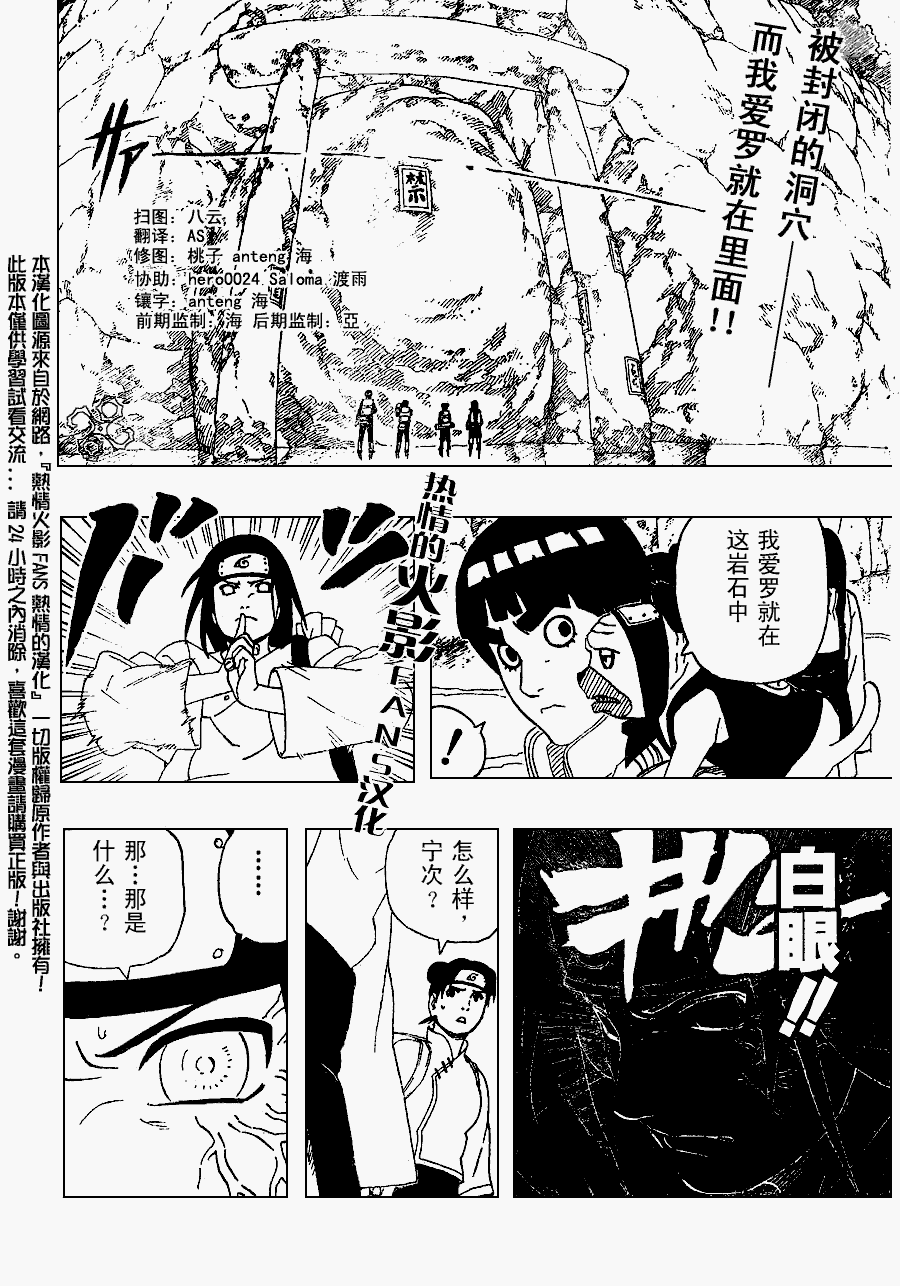 被封闭的洞穴——
而我爱罗就在里面!!
禁
扫图：八云
翻译：AS
修图：桃子 anteng 海
协助：hero0024 Saloma 渡雨
镶字：anteng 海
前期监制：海 后期监制：亞
本漢化圖源來自於網路，『熱情火影FANS熱情的漢化』一切版權歸原作者與出版社擁有！
此版本僅供學習試看交流... 請24小時之內消除，喜歡這套漫畫請購買正版！謝謝。
热情的火影FANS汉化
我爱罗就在
这岩石中
！
白眼!!
怎么样，
宁次？
……
那…那是
什么…？